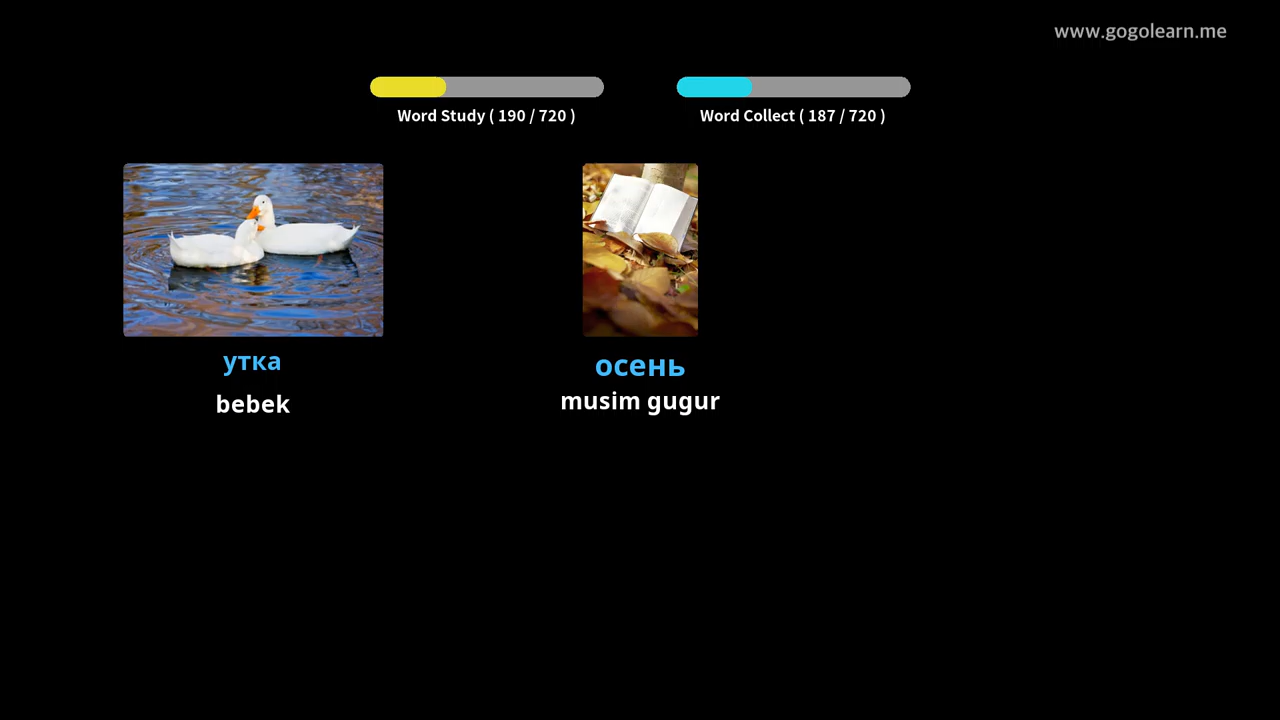 www.gogolearn.me
Word Study ( 190 / 720 )
Word Collect ( 187 / 720 )
утка
bebek
осень
musim gugur